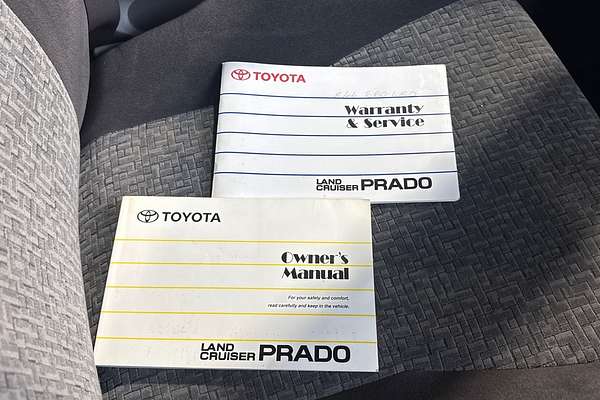 TOYOTA
Warranty
& Service
LAND
CRUISER PRADO
TOYOTA
Owner's
Manual
For your safety and comfort,
read carefully and keep in the vehicle.
LAND
CRUISER PRADO